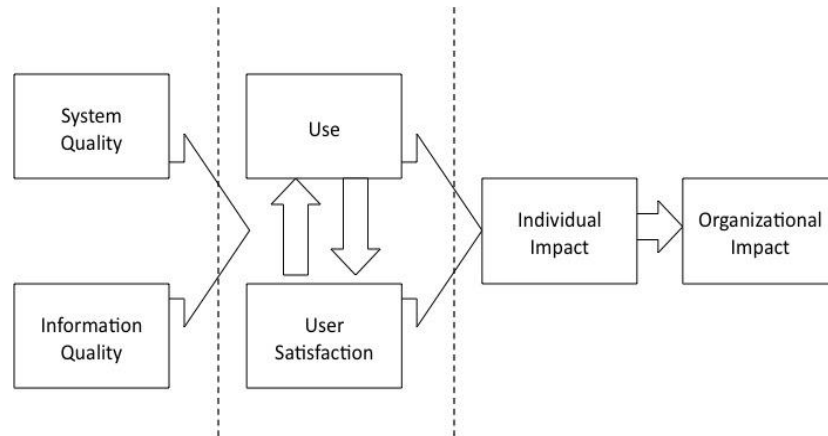 System
Quality
Use
Individual
Impact
Organizational
Impact
Information
Quality
User
Satisfaction